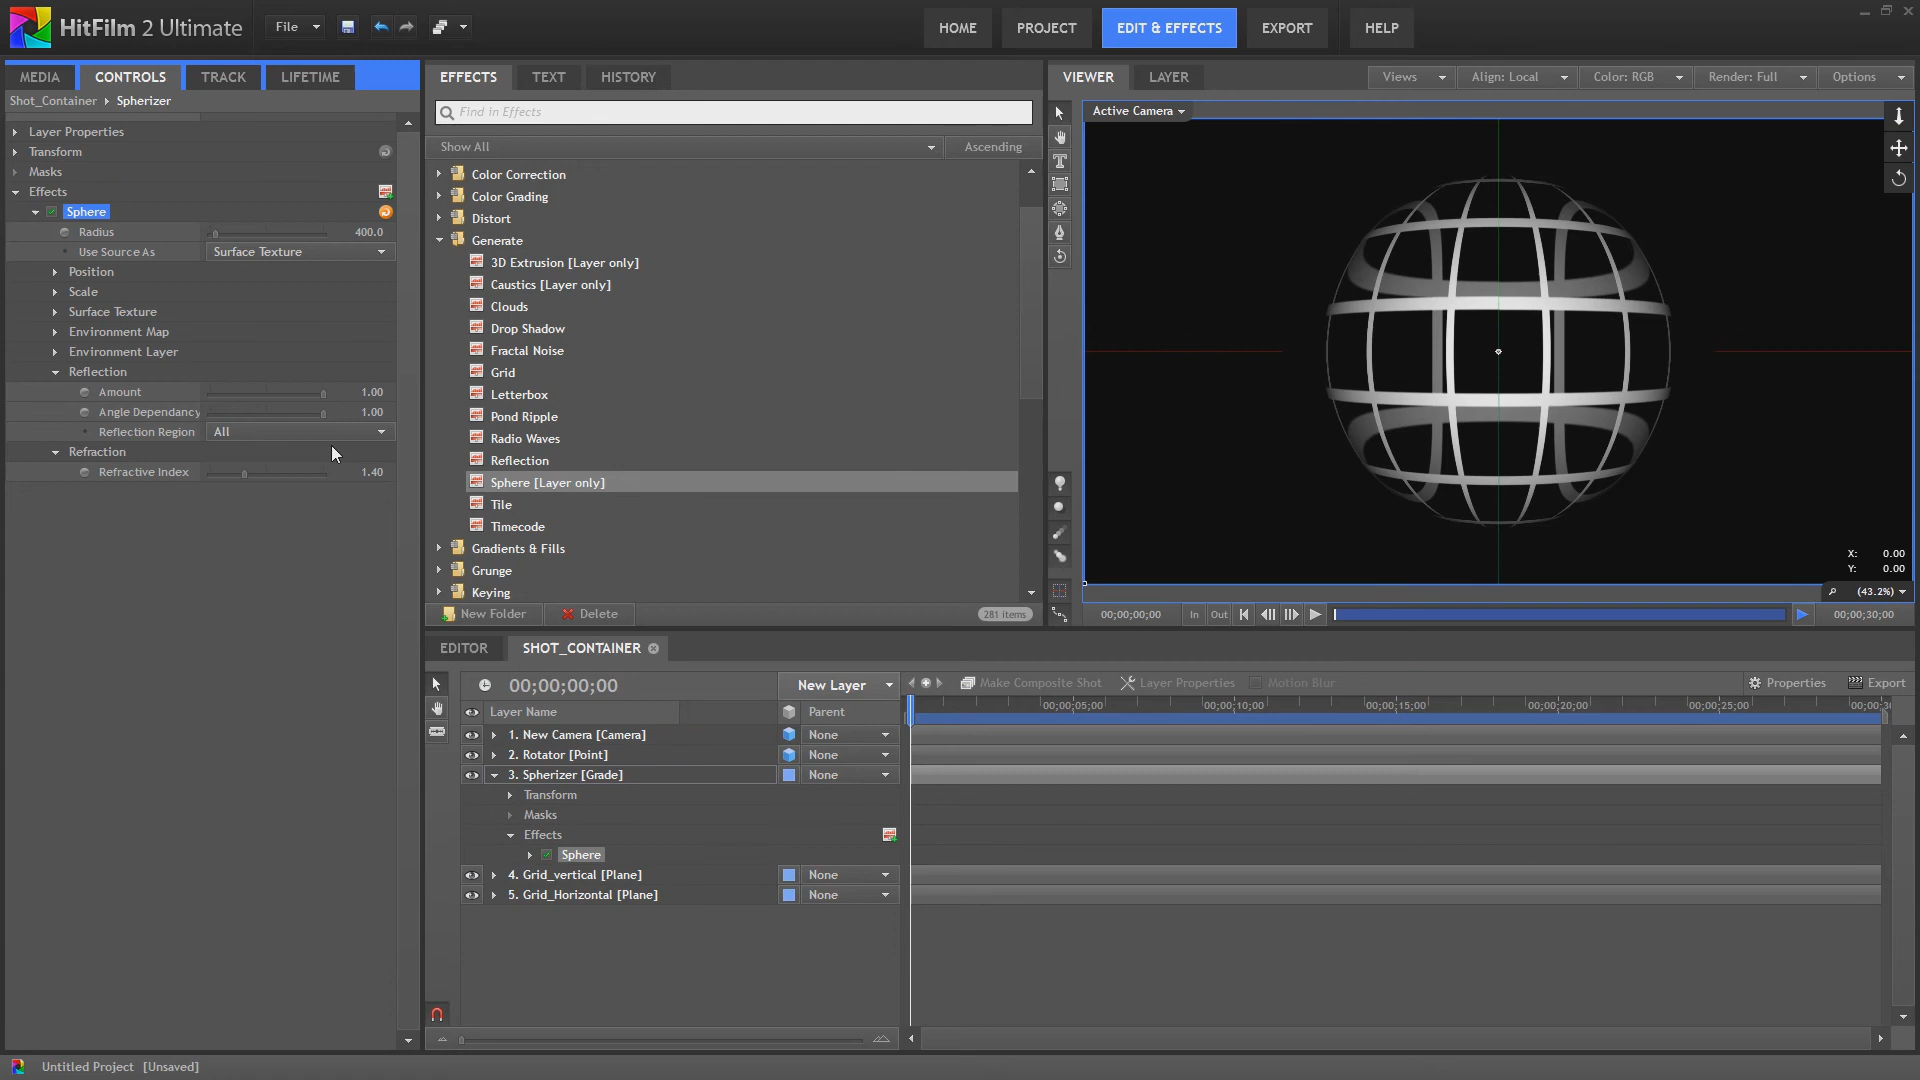 HitFilm 2 Ultimate
File
HOME
PROJECT
EDIT & EFFECTS
EXPORT
HELP
MEDIA
CONTROLS
TRACK
LIFETIME
Shot_Container
Spherizer
Layer Properties
Transform
Masks
Effects
Sphere
Radius
400.0
Use Source As
Surface Texture
Position
Scale
Surface Texture
Environment Map
Environment Layer
Reflection
Amount
1.00
Angle Dependancy
1.00
Reflection Region
All
Refraction
Refractive Index
1.40
EFFECTS
TEXT
HISTORY
Find in Effects
Show All
Ascending
Color Correction
Color Grading
Distort
Generate
3D Extrusion [Layer only]
Caustics [Layer only]
Clouds
Drop Shadow
Fractal Noise
Grid
Letterbox
Pond Ripple
Radio Waves
Reflection
Sphere [Layer only]
Tile
Timecode
Gradients & Fills
Grunge
Keying
New Folder
Delete
281 items
VIEWER
LAYER
Views
Align: Local
Color: RGB
Render: Full
Options
Active Camera
X: 0.00
Y: 0.00
(43.2%)
00;00;00;00
In
Out
00;00;30;00
EDITOR
SHOT_CONTAINER
00;00;00;00
New Layer
Make Composite Shot
Layer Properties
Motion Blur
Properties
Export
Layer Name
Parent
00;00;05;00
00;00;10;00
00;00;15;00
00;00;20;00
00;00;25;00
00;00;3
1. New Camera [Camera]
None
2. Rotator [Point]
None
3. Spherizer [Grade]
None
Transform
Masks
Effects
Sphere
4. Grid_vertical [Plane]
None
5. Grid_Horizontal [Plane]
None
Untitled Project [Unsaved]